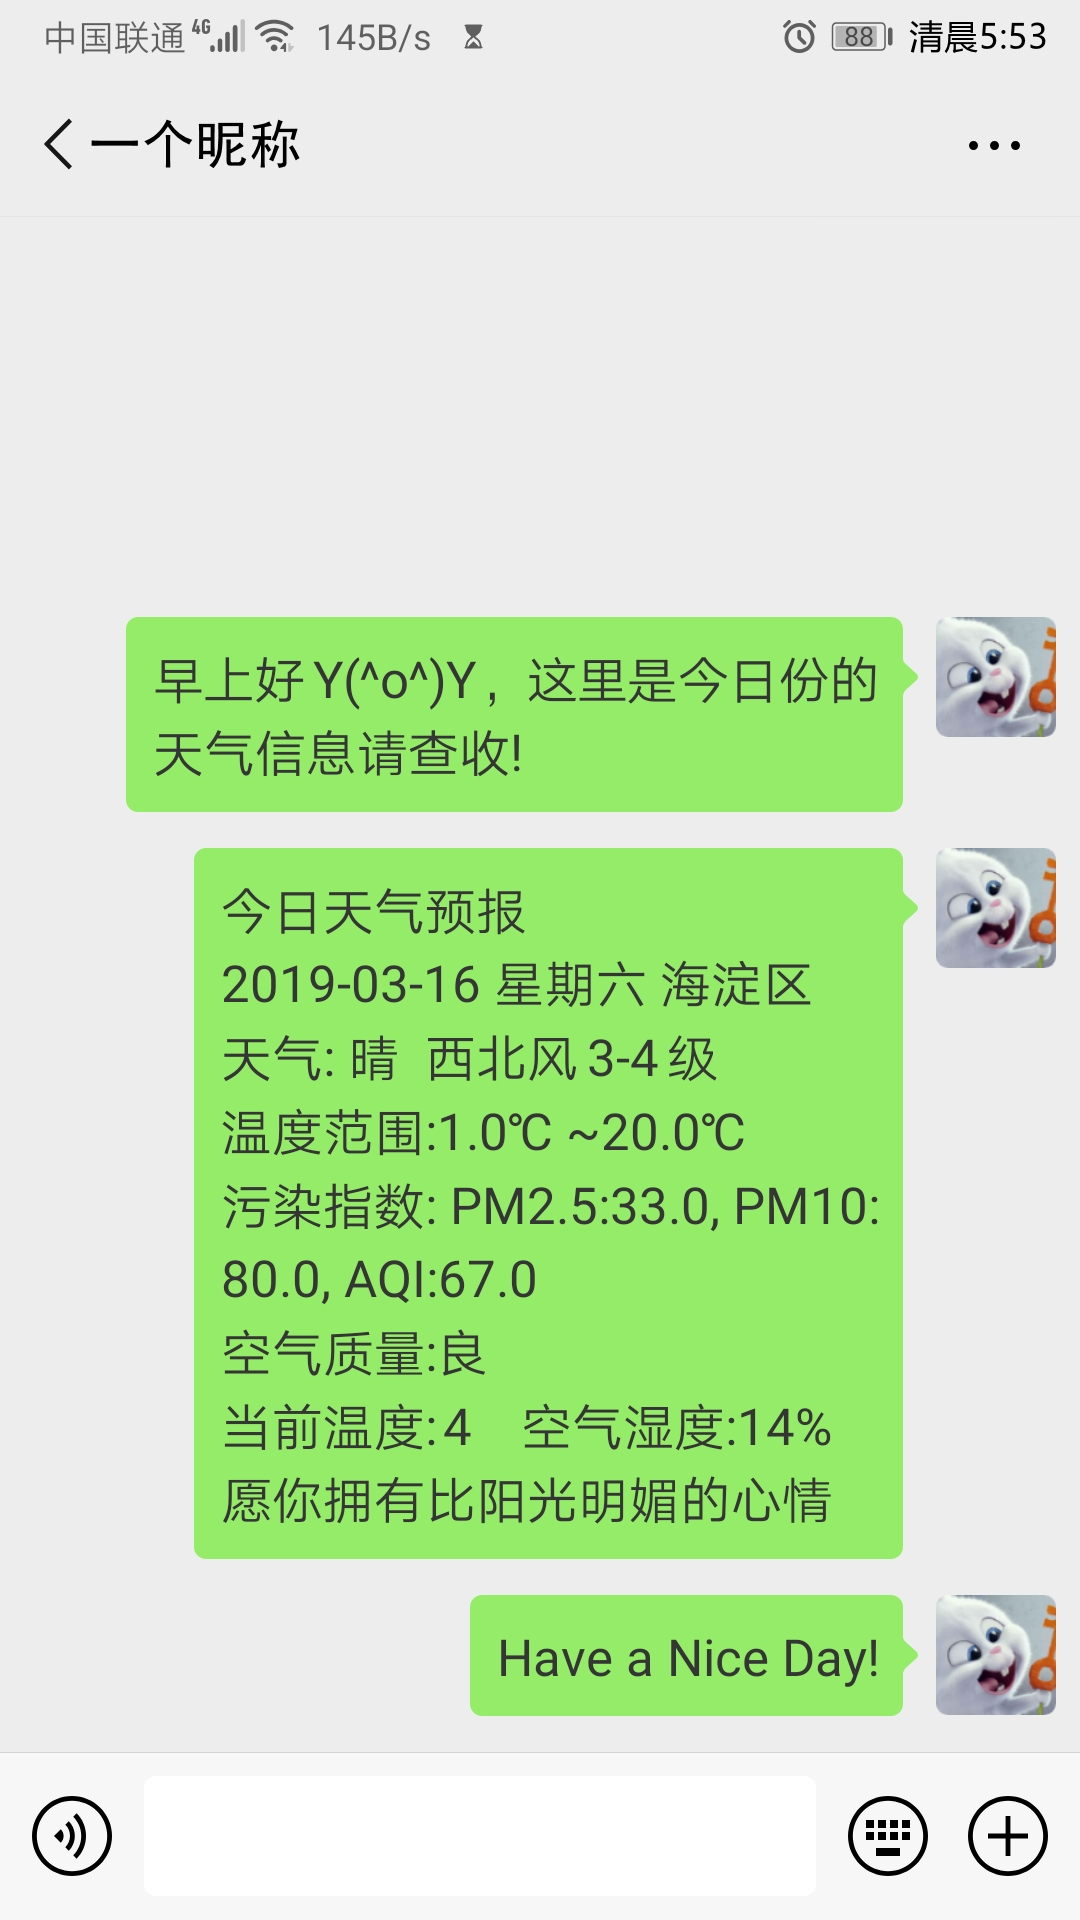 中国联通 4G 145B/s 88 清晨5:53
一个昵称
早上好Y(^o^)Y，这里是今日份的
天气信息请查收!
今日天气预报
2019-03-16 星期六 海淀区
天气: 晴  西北风3-4级
温度范围:1.0℃ ~20.0℃
污染指数: PM2.5:33.0, PM10:
80.0, AQI:67.0
空气质量:良
当前温度:4   空气湿度:14%
愿你拥有比阳光明媚的心情
Have a Nice Day!